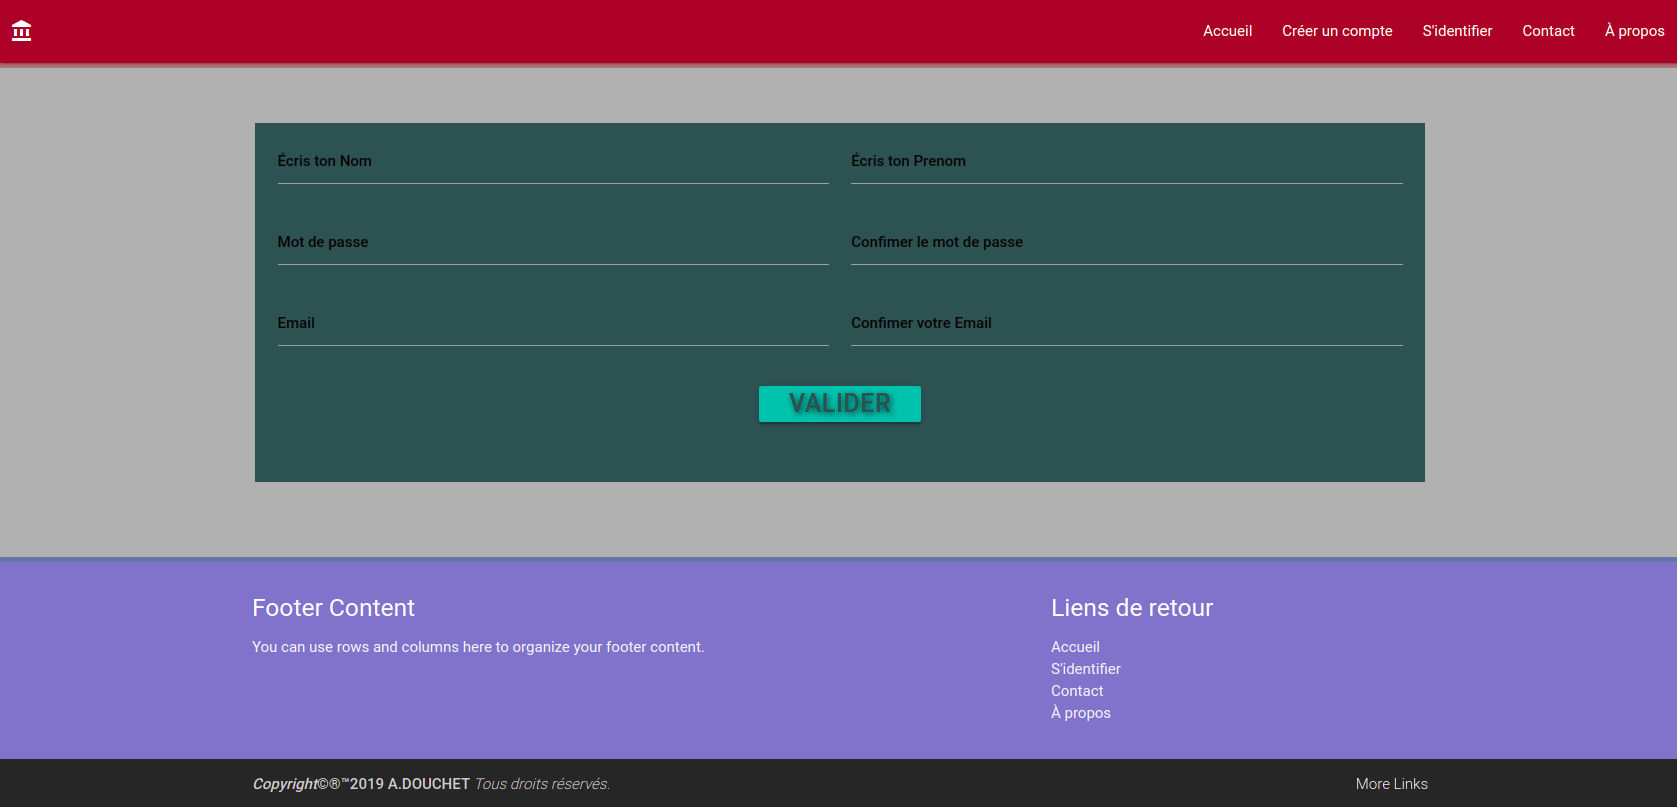 Accueil Créer un compte S'identifier Contact À propos
Écris ton Nom Écris ton Prenom
Mot de passe Confimer le mot de passe
Email Confimer votre Email
VALIDER
Footer Content
You can use rows and columns here to organize your footer content.
Liens de retour
Accueil
S'identifier
Contact
À propos
Copyright©®™2019 A.DOUCHET Tous droits réservés.
More Links